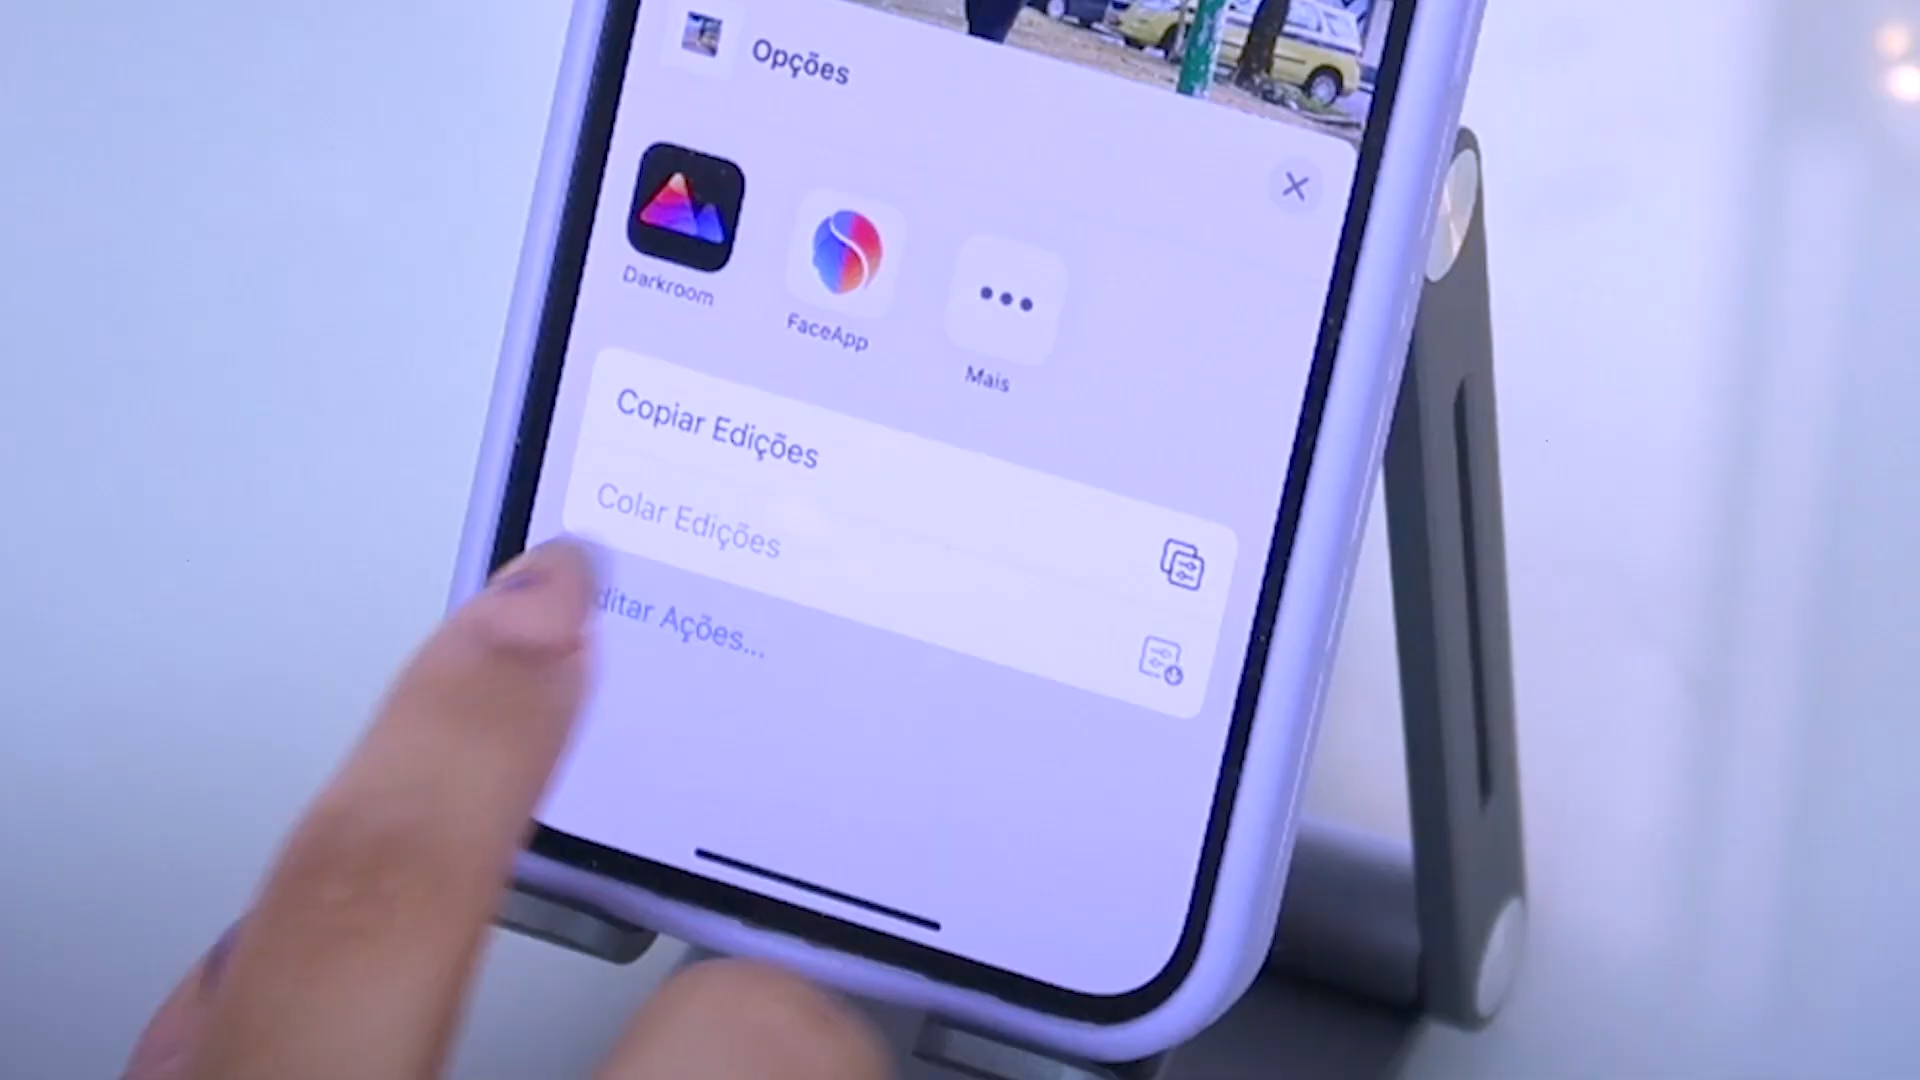 Opções
Darkroom
FaceApp
Mais
Copiar Edições
Colar Edições
ditar Ações...